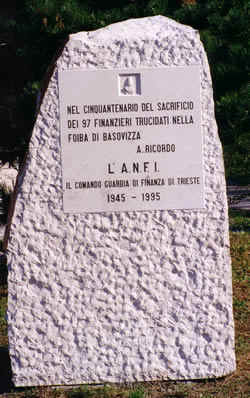 NEL CINQUANTENARIO DEL SACRIFICIO
DEI 97 FINANZIERI TRUCIDATI NELLA
FOIBA DI BASOVIZZA
A. RICORDO
L'A.N.F.I.
IL COMANDO GUARDIA DI FINANZA DI TRIESTE
1945 - 1995